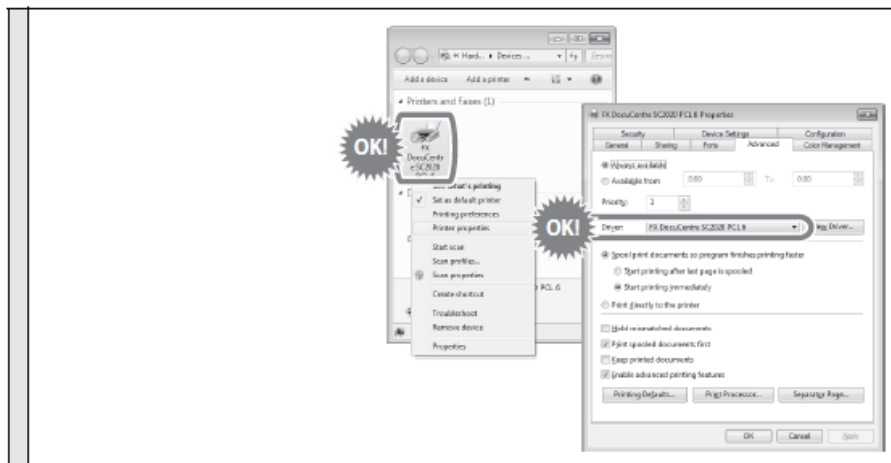 Hard... Devices...
Add a device Add a printer
Printers and Faxes (1)
OK!
FX
DocuCentr
e SC2020
PCL 6
See what's printing
Set as default printer
Printing preferences
Printer properties
Start scan
Scan profiles...
Scan properties
Create shortcut
Troubleshoot
Remove device
Properties
PCL 6
FX DocuCentre SC2020 PCL 6 Properties
Security Device Settings Configuration
General Sharing Ports Advanced Color Management
Always available
Available from 0:00 To 0:00
Priority: 1
OK!
Driver: FX DocuCentre SC2020 PCL 6 New Driver...
Spool print documents so program finishes printing faster
Start printing after last page is spooled
Start printing immediately
Print directly to the printer
Hold mismatched documents
Print spooled documents first
Keep printed documents
Enable advanced printing features
Printing Defaults... Print Processor... Separator Page...
OK Cancel Apply